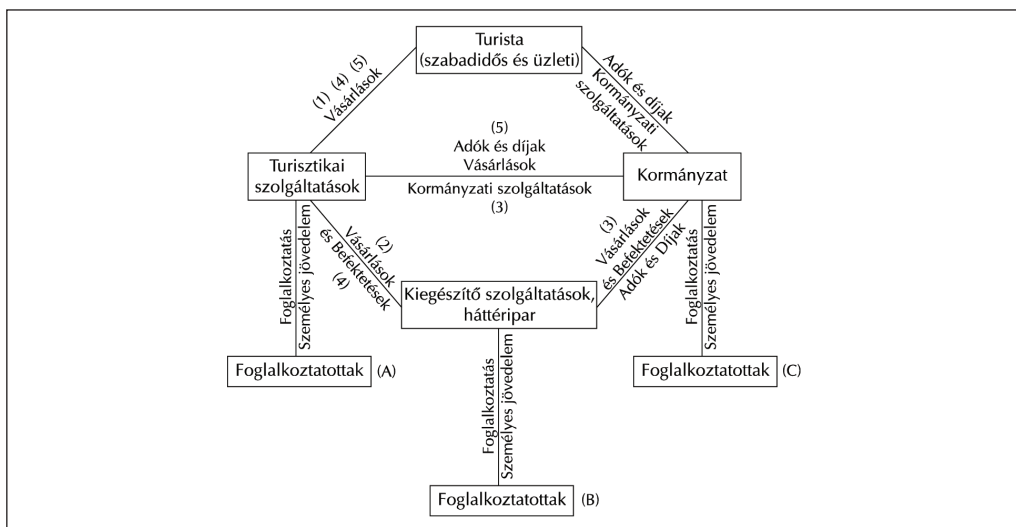 Turista
(szabadidős és üzleti)
(1) (4) (5)
Vásárlások
Adók és díjak
Kormányzati
szolgáltatások
(5)
Adók és díjak
Vásárlások
Turisztikai
szolgáltatások
Kormányzat
Kormányzati szolgáltatások
(3)
Foglalkoztatás
Személyes jövedelem
(2)
Vásárlások
és Befektetések
(4)
(3)
Vásárlások
és Befektetések
Adók és Díjak
Foglalkoztatás
Személyes jövedelem
Kiegészítő szolgáltatások,
háttéripar
Foglalkoztatottak (A)
Foglalkoztatás
Személyes jövedelem
Foglalkoztatottak (C)
Foglalkoztatottak (B)